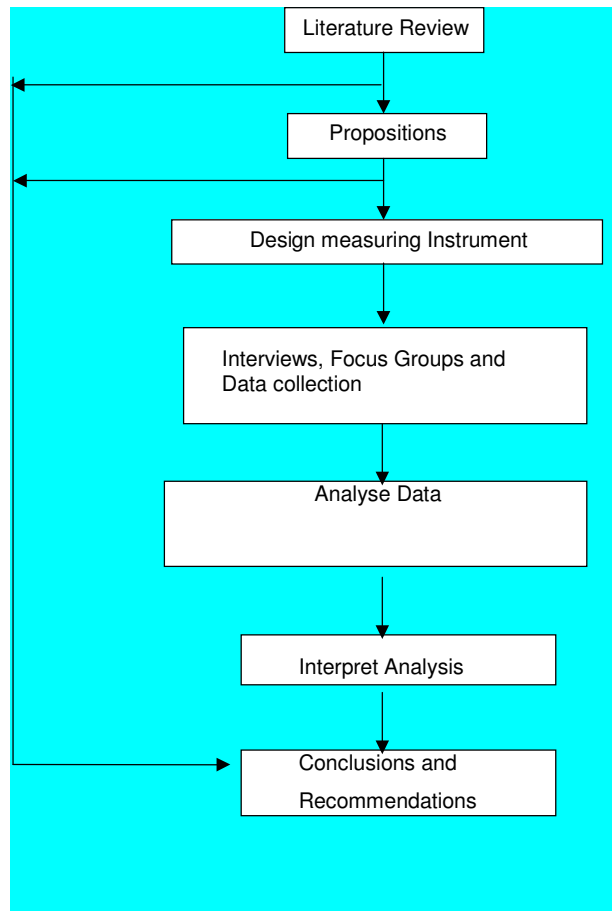 Literature Review
Propositions
Design measuring Instrument
Interviews, Focus Groups and
Data collection
Analyse Data
Interpret Analysis
Conclusions and
Recommendations